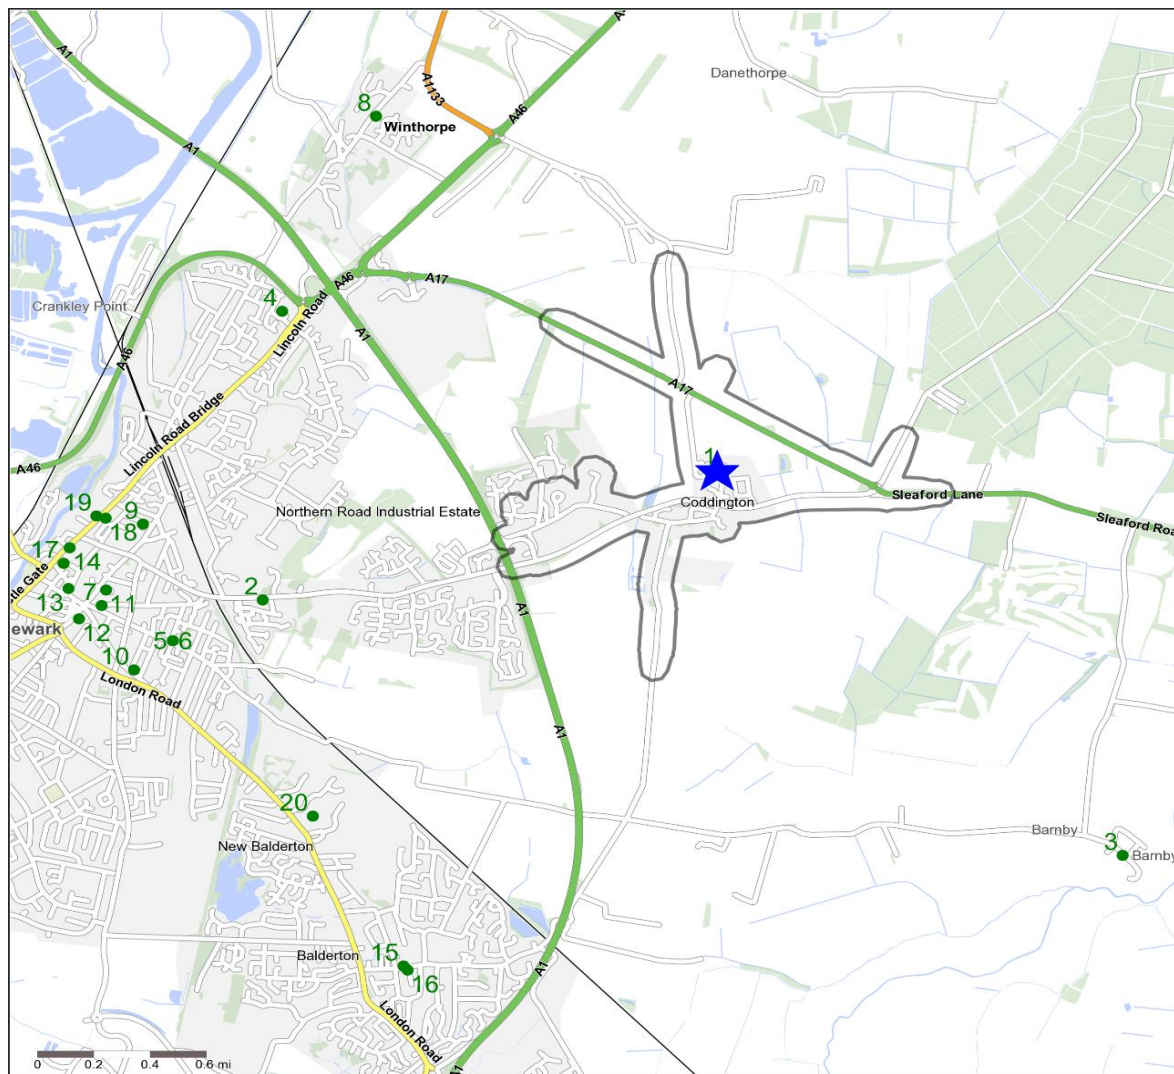 A1
A46
Danethorpe
8
A1133
A46
Winthorpe
A1
Crankley Point
A46
A17
4
Lincoln Road
A1
A46
A17
Lincoln Road Bridge
A46
1
Coddington
Sleaford Lane
Northern Road Industrial Estate
19
9
18
17
14
2
A1
13
7
11
12
5
6
10
London Road
A1
20
Barnby
New Balderton
3
Barnby
15
Balderton
16
A1
London Road
0 0.2 0.4 0.6 mi
A1